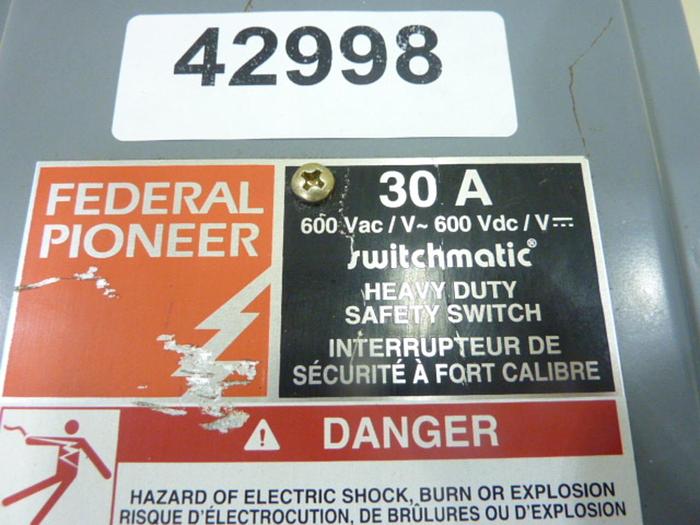 42998
FEDERAL
PIONEER
30 A
600 Vac / V~ 600 Vdc / V⎓
switchmatic®
HEAVY DUTY
SAFETY SWITCH
INTERRUPTEUR DE
SÉCURITÉ À FORT CALIBRE
DANGER
HAZARD OF ELECTRIC SHOCK, BURN OR EXPLOSION
RISQUE D'ÉLECTROCUTION, DE BRÛLURES OU D'EXPLOSION